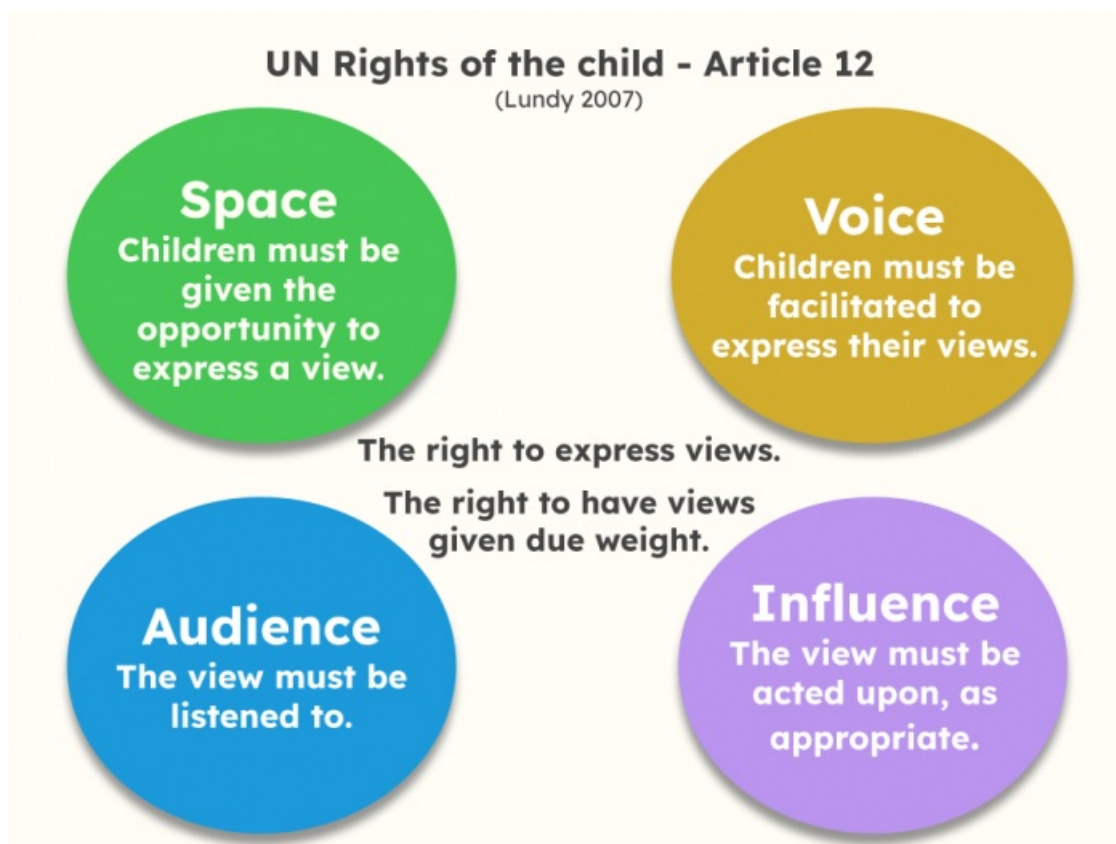 UN Rights of the child - Article 12
(Lundy 2007)
Space
Children must be
given the
opportunity to
express a view.
Voice
Children must be
facilitated to
express their views.
The right to express views.
The right to have views
given due weight.
Audience
The view must be
listened to.
Influence
The view must be
acted upon, as
appropriate.